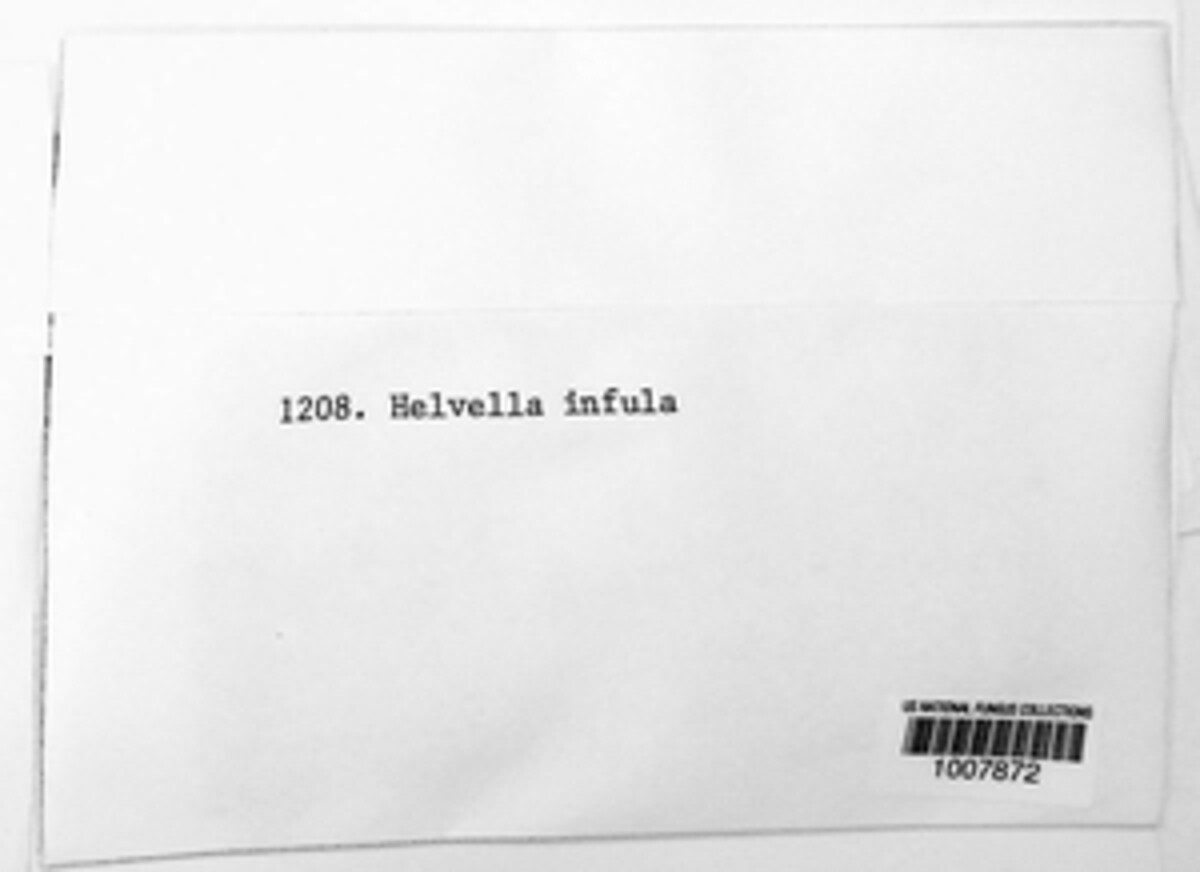 1208. Helvella infula
US NATIONAL FUNGUS COLLECTIONS
1007872